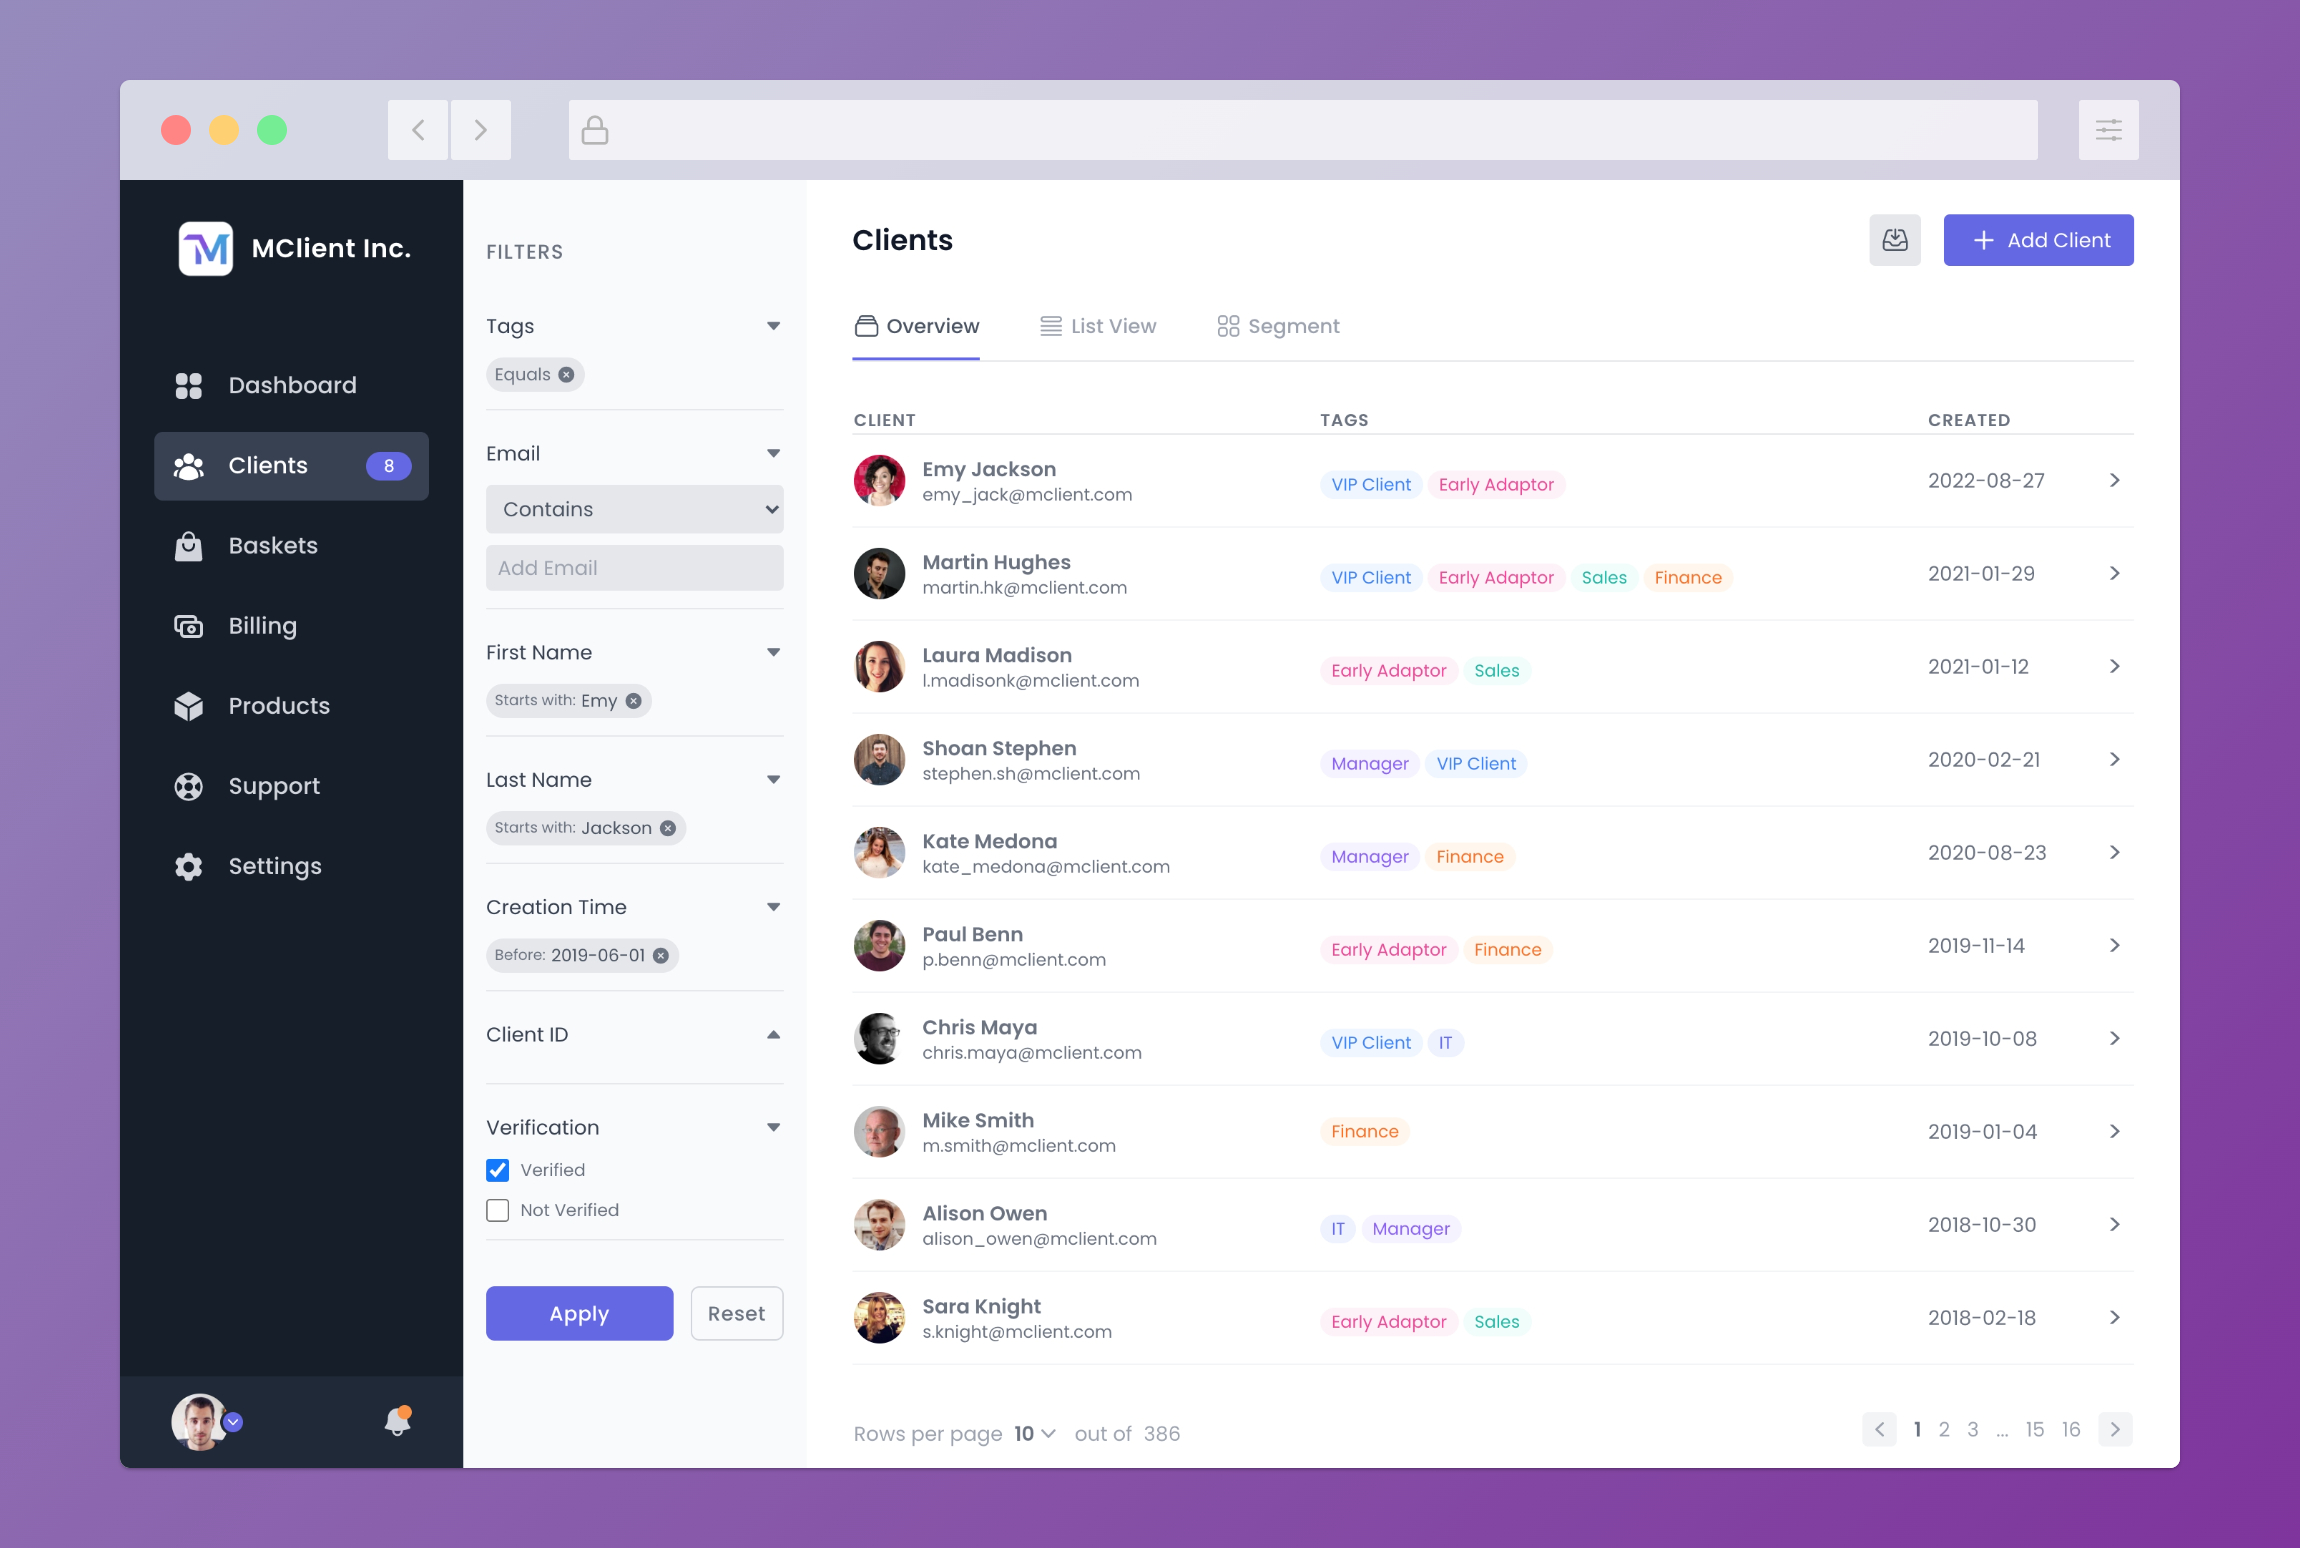 MClient Inc.
Dashboard
Clients 8
Baskets
Billing
Products
Support
Settings
FILTERS
Tags
Equals
Email
Contains
Add Email
First Name
Starts with: Emy
Last Name
Starts with: Jackson
Creation Time
Before: 2019-06-01
Client ID
Verification
Verified
Not Verified
Apply Reset
Clients
Add Client
Overview List View Segment
CLIENT TAGS CREATED
Emy Jackson
emy_jack@mclient.com
VIP Client Early Adaptor
2022-08-27
Martin Hughes
martin.hk@mclient.com
VIP Client Early Adaptor Sales Finance
2021-01-29
Laura Madison
l.madisonk@mclient.com
Early Adaptor Sales
2021-01-12
Shoan Stephen
stephen.sh@mclient.com
Manager VIP Client
2020-02-21
Kate Medona
kate_medona@mclient.com
Manager Finance
2020-08-23
Paul Benn
p.benn@mclient.com
Early Adaptor Finance
2019-11-14
Chris Maya
chris.maya@mclient.com
VIP Client IT
2019-10-08
Mike Smith
m.smith@mclient.com
Finance
2019-01-04
Alison Owen
alison_owen@mclient.com
IT Manager
2018-10-30
Sara Knight
s.knight@mclient.com
Early Adaptor Sales
2018-02-18
Rows per page 10 out of 386
1 2 3 ... 15 16